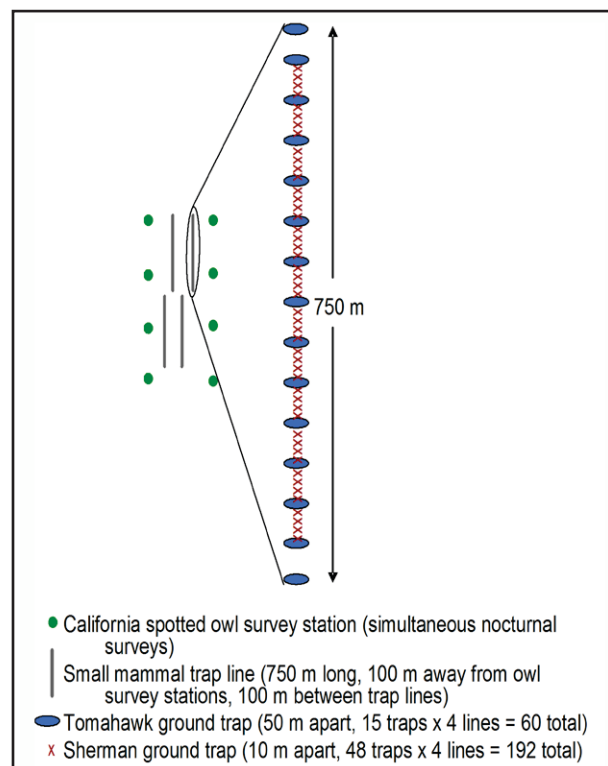 750 m
California spotted owl survey station (simultaneous nocturnal
surveys)
Small mammal trap line (750 m long, 100 m away from owl
survey stations, 100 m between trap lines)
Tomahawk ground trap (50 m apart, 15 traps x 4 lines = 60 total)
Sherman ground trap (10 m apart, 48 traps x 4 lines = 192 total)